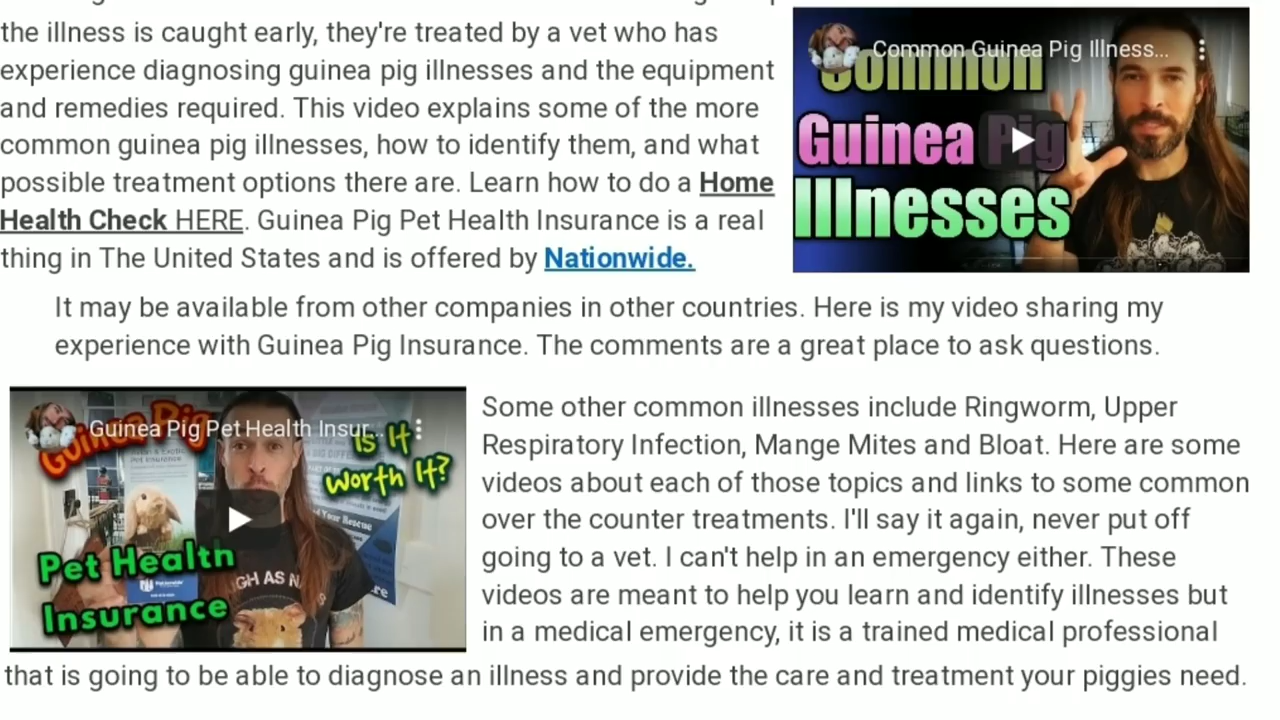 the illness is caught early, they're treated by a vet who has
experience diagnosing guinea pig illnesses and the equipment
and remedies required. This video explains some of the more
common guinea pig illnesses, how to identify them, and what
possible treatment options there are. Learn how to do a Home
Health Check HERE. Guinea Pig Pet Health Insurance is a real
thing in The United States and is offered by Nationwide.
Common Guinea Pig Illness...
Common
Guinea Pig
Illnesses
It may be available from other companies in other countries. Here is my video sharing my
experience with Guinea Pig Insurance. The comments are a great place to ask questions.
Guinea Pig Pet Health Insur...
Guinea Pig
Is It
Worth It?
Pet Health
Insurance
GH AS N
Your Rescue
Some other common illnesses include Ringworm, Upper
Respiratory Infection, Mange Mites and Bloat. Here are some
videos about each of those topics and links to some common
over the counter treatments. I'll say it again, never put off
going to a vet. I can't help in an emergency either. These
videos are meant to help you learn and identify illnesses but
in a medical emergency, it is a trained medical professional
that is going to be able to diagnose an illness and provide the care and treatment your piggies need.